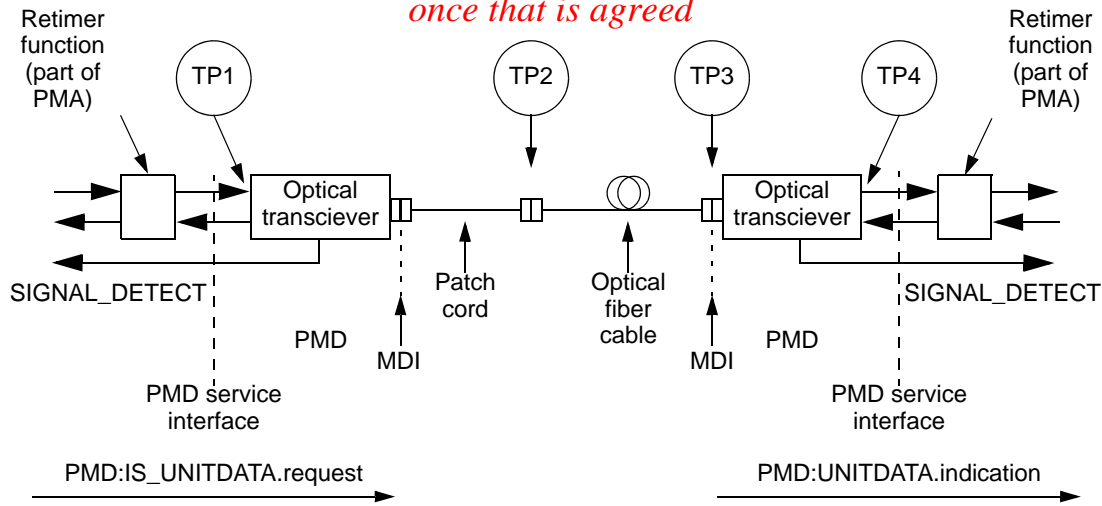 once that is agreed
Retimer
function
(part of
PMA)
TP1
TP2
TP3
TP4
Retimer
function
(part of
PMA)
Optical
transciever
Optical
transciever
SIGNAL_DETECT
Patch
cord
Optical
fiber
cable
SIGNAL_DETECT
PMD
MDI
MDI
PMD
PMD service
interface
PMD service
interface
PMD:IS_UNITDATA.request
PMD:UNITDATA.indication